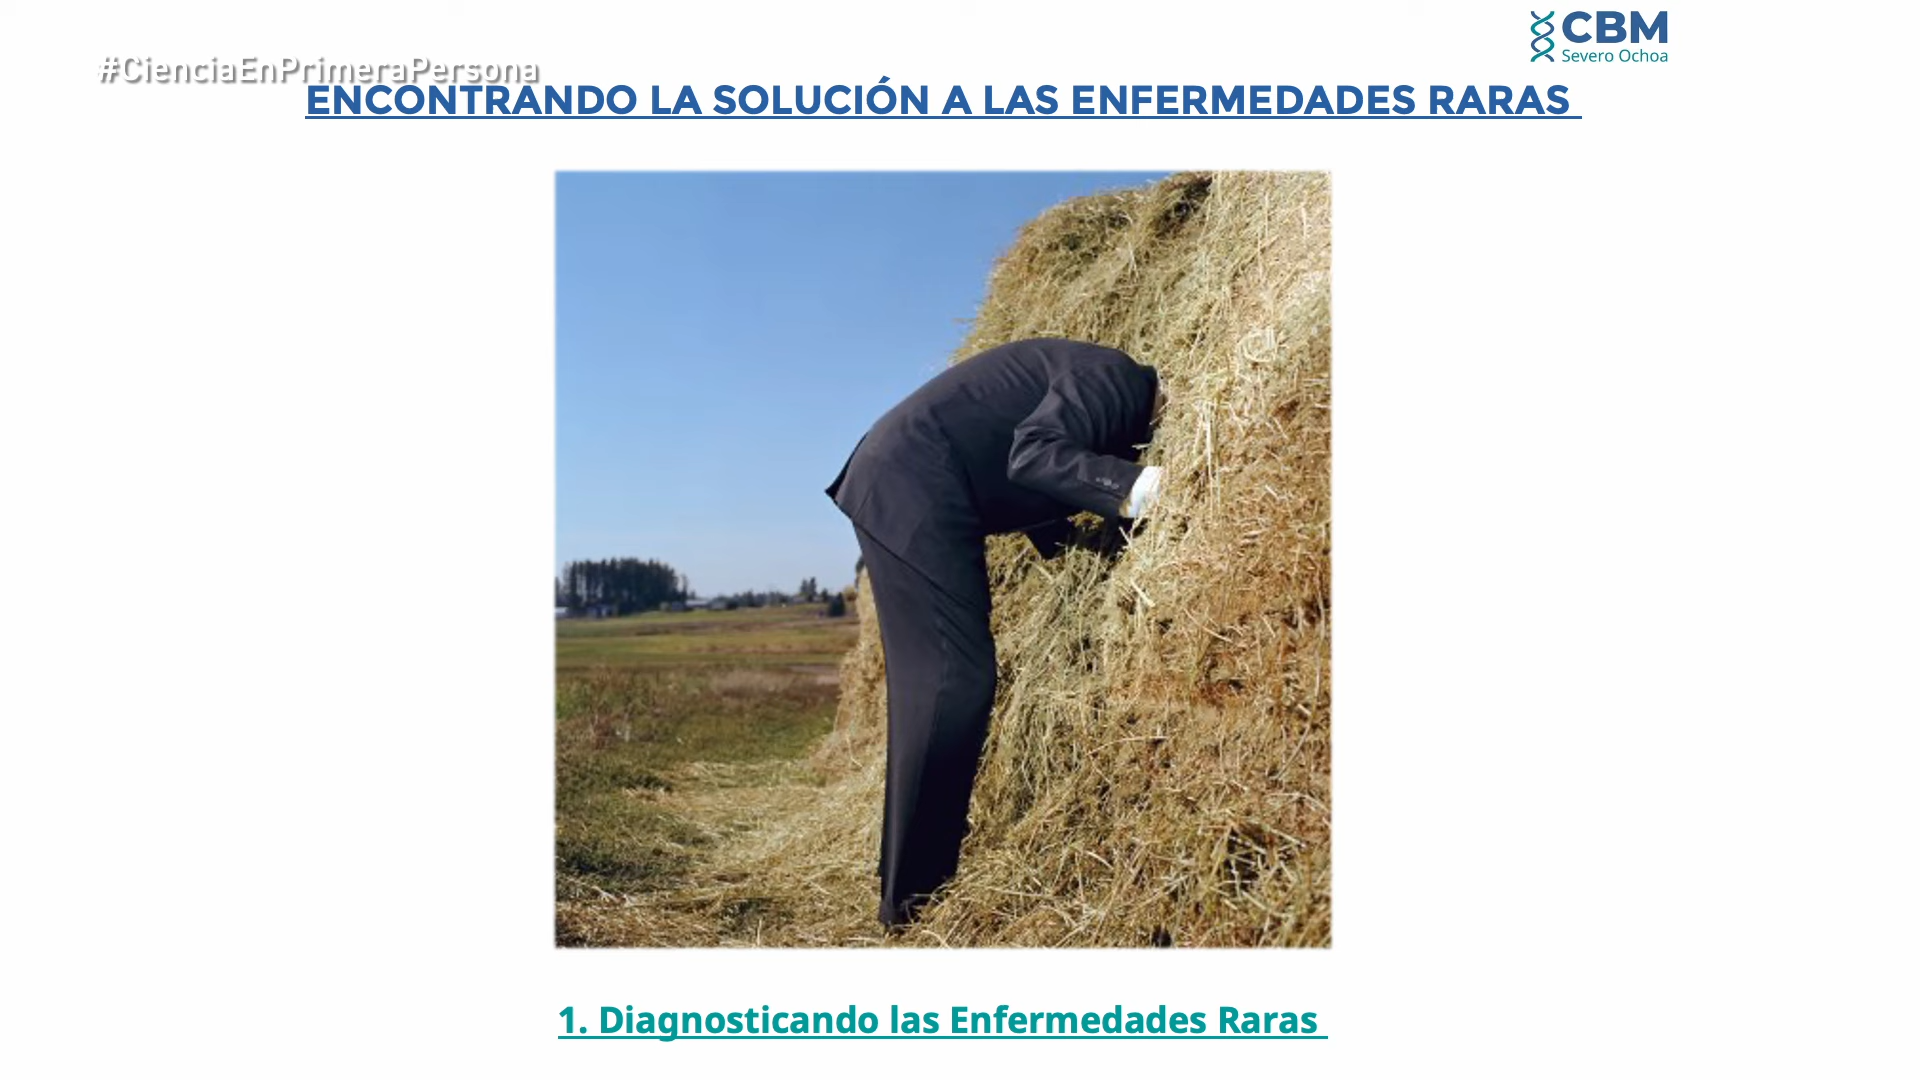 CBM
Severo Ochoa
#CienciaEnPrimeraPersona
ENCONTRANDO LA SOLUCIÓN A LAS ENFERMEDADES RARAS
1. Diagnosticando las Enfermedades Raras